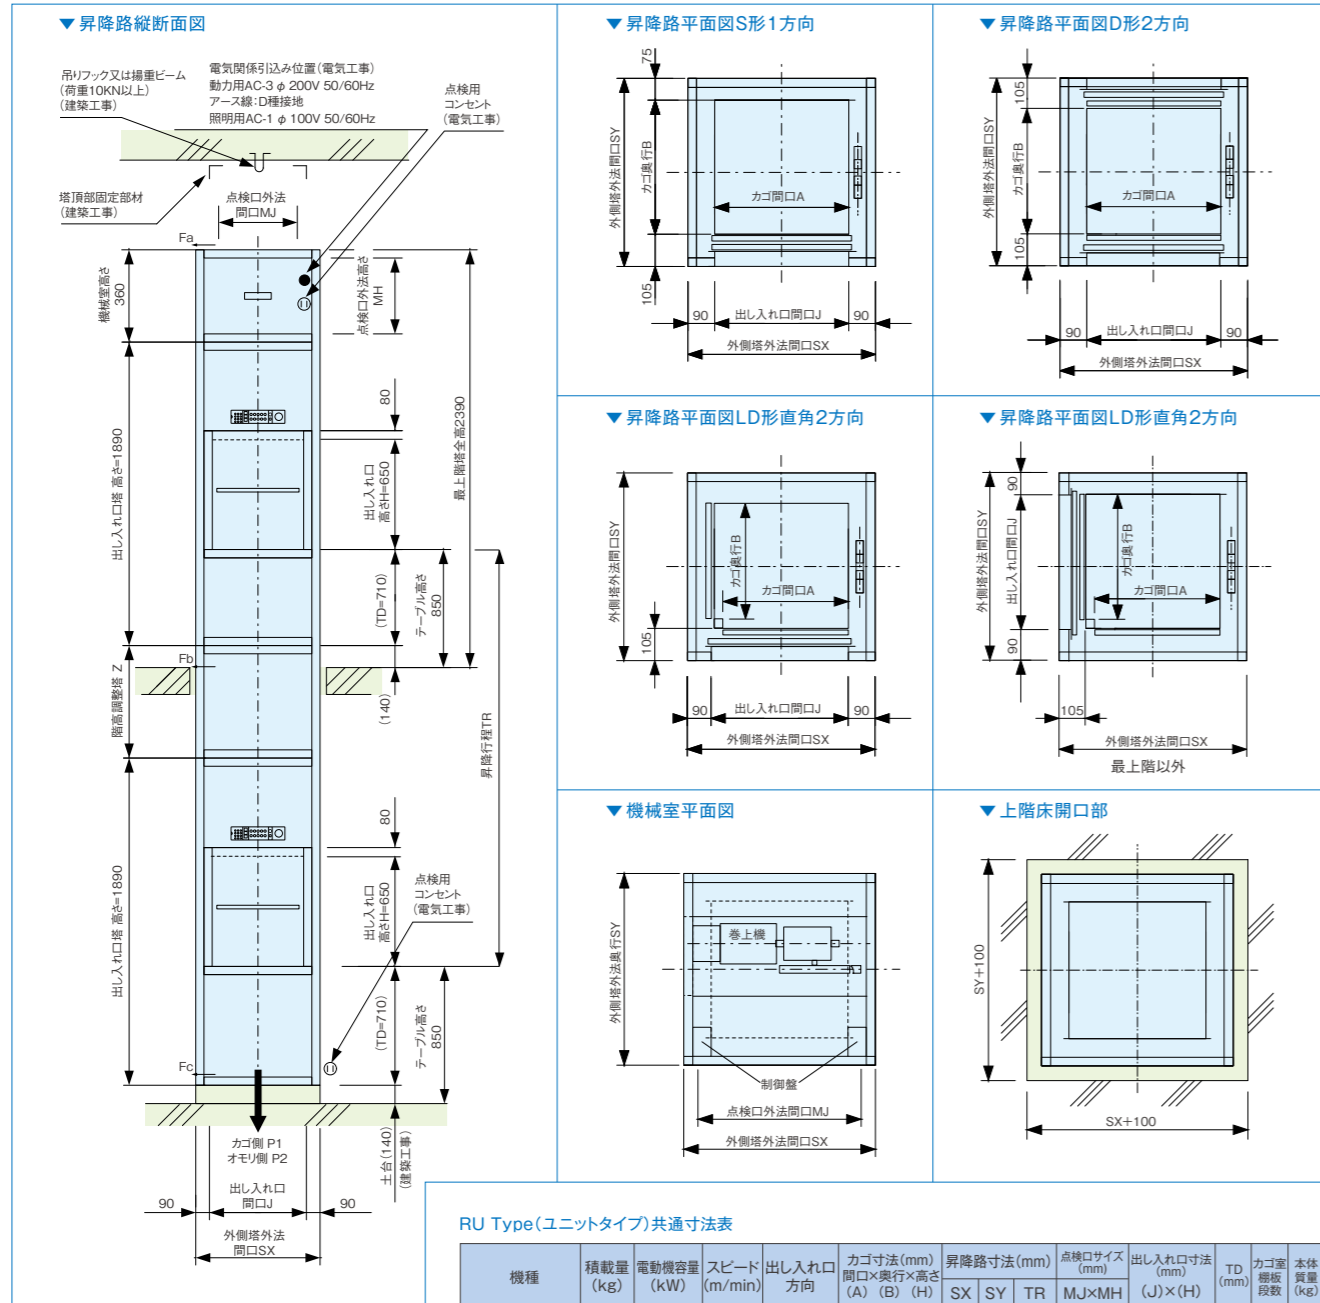 ▼昇降路縦断面図
吊りフック又は揚重ビーム
(荷重10KN以上)
(建築工事)
電気関係引込み位置(電気工事)
動力用AC-3φ 200V 50/60Hz
アース線:D種接地
照明用AC-1φ 100V 50/60Hz
点検用
コンセント
(電気工事)
塔頂部固定部材
(建築工事)
点検口外法
間口MJ
Fa
機械室高さ
360
点検口外法高さ
MH
出し入れ口塔 高さ=1890
80
出し入れ口
高さH=650
最上階塔全高2390
(TD=710)
テーブル高さ
850
Fb
階高調整塔 Z
(140)
昇降行程TR
出し入れ口塔 高さ=1890
80
出し入れ口
高さH=650
点検用
コンセント
(電気工事)
(TD=710)
テーブル高さ
850
Fc
カゴ側 P1
オモリ側 P2
土台(140)
(建築工事)
90
出し入れ口
間口J
90
外側塔外法
間口SX
▼昇降路平面図S形1方向
75
外側塔外法間口SY
カゴ奥行B
カゴ間口A
105
90
出し入れ口間口J
90
外側塔外法間口SX
▼昇降路平面図D形2方向
105
外側塔外法間口SY
カゴ奥行B
カゴ間口A
105
90
出し入れ口間口J
90
外側塔外法間口SX
▼昇降路平面図LD形直角2方向
外側塔外法間口SY
カゴ奥行B
カゴ間口A
105
90
出し入れ口間口J
90
外側塔外法間口SX
▼昇降路平面図LD形直角2方向
90
外側塔外法間口SY
出し入れ口間口J
カゴ奥行B
カゴ間口A
90
105
外側塔外法間口SX
最上階以外
▼機械室平面図
外側塔外法奥行SY
巻上機
制御盤
点検口外法間口MJ
外側塔外法間口SX
▼上階床開口部
SY+100
SX+100
RU Type(ユニットタイプ)共通寸法表
機種
積載量
(kg)
電動機容量
(kW)
スピード
(m/min)
出し入れ口
方向
カゴ寸法(mm)
間口×奥行×高さ
(A) (B) (H)
昇降路寸法(mm)
SX SY TR
点検口サイズ
(mm)
MJ×MH
出し入れ口寸法
(mm)
(J)×(H)
TD
(mm)
カゴ室
棚板
段数
本体
質量
(kg)